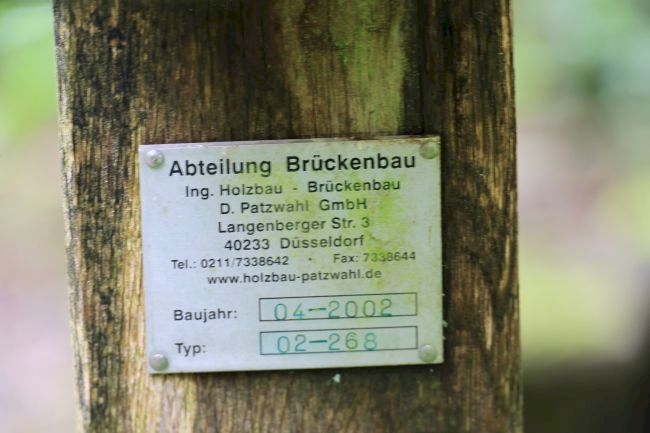 Abteilung Brückenbau
Ing. Holzbau - Brückenbau
D. Patzwahl GmbH
Langenberger Str. 3
40233 Düsseldorf
Tel.: 0211/7338642 · Fax: 7338644
www.holzbau-patzwahl.de
Baujahr: 04-2002
Typ: 02-268